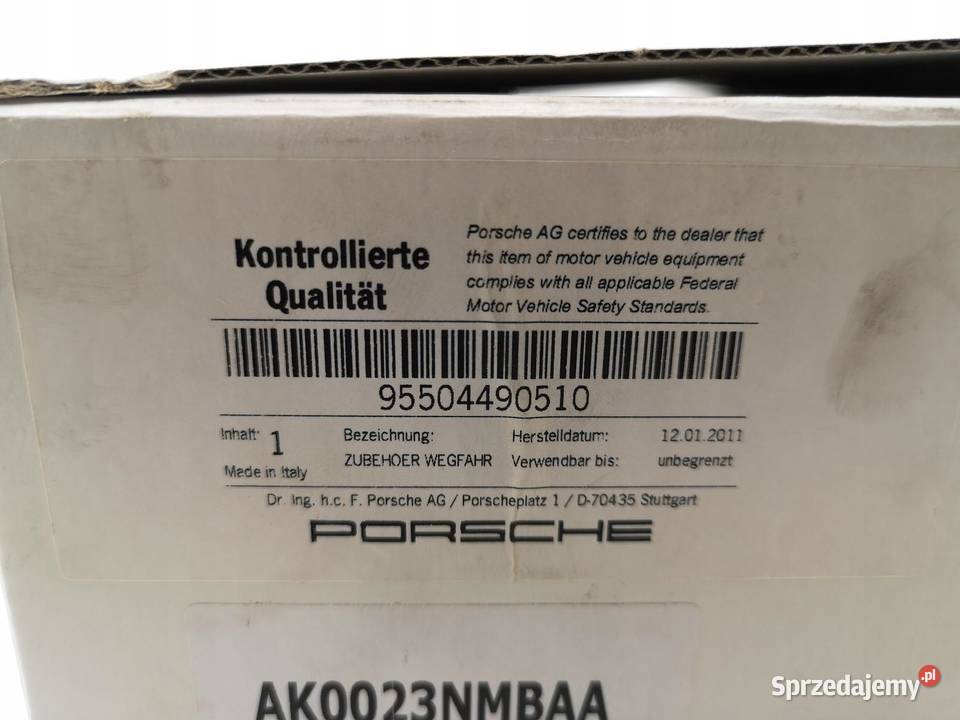 Kontrollierte
Qualität
Porsche AG certifies to the dealer that
this item of motor vehicle equipment
complies with all applicable Federal
Motor Vehicle Safety Standards.
95504490510
Inhalt: 1
Made in Italy
Bezeichnung:
ZUBEHOER WEGFAHR
Herstelldatum: 12.01.2011
Verwendbar bis: unbegrenzt
Dr. Ing. h.c. F. Porsche AG / Porscheplatz 1 / D-70435 Stuttgart
PORSCHE
AK0023NMBAA
Sprzedajemy.pl